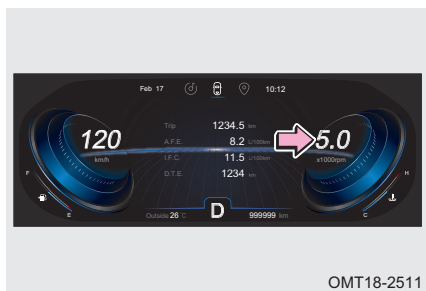 Feb 17 10:12
Trip 1234.5 km
A.F.E. 8.2 L/100km
I.F.C. 11.5 L/100km
D.T.E. 1234 km
120
km/h
5.0
x1000rpm
F
E
H
C
Outside 26 C D 999999 km
OMT18-2511